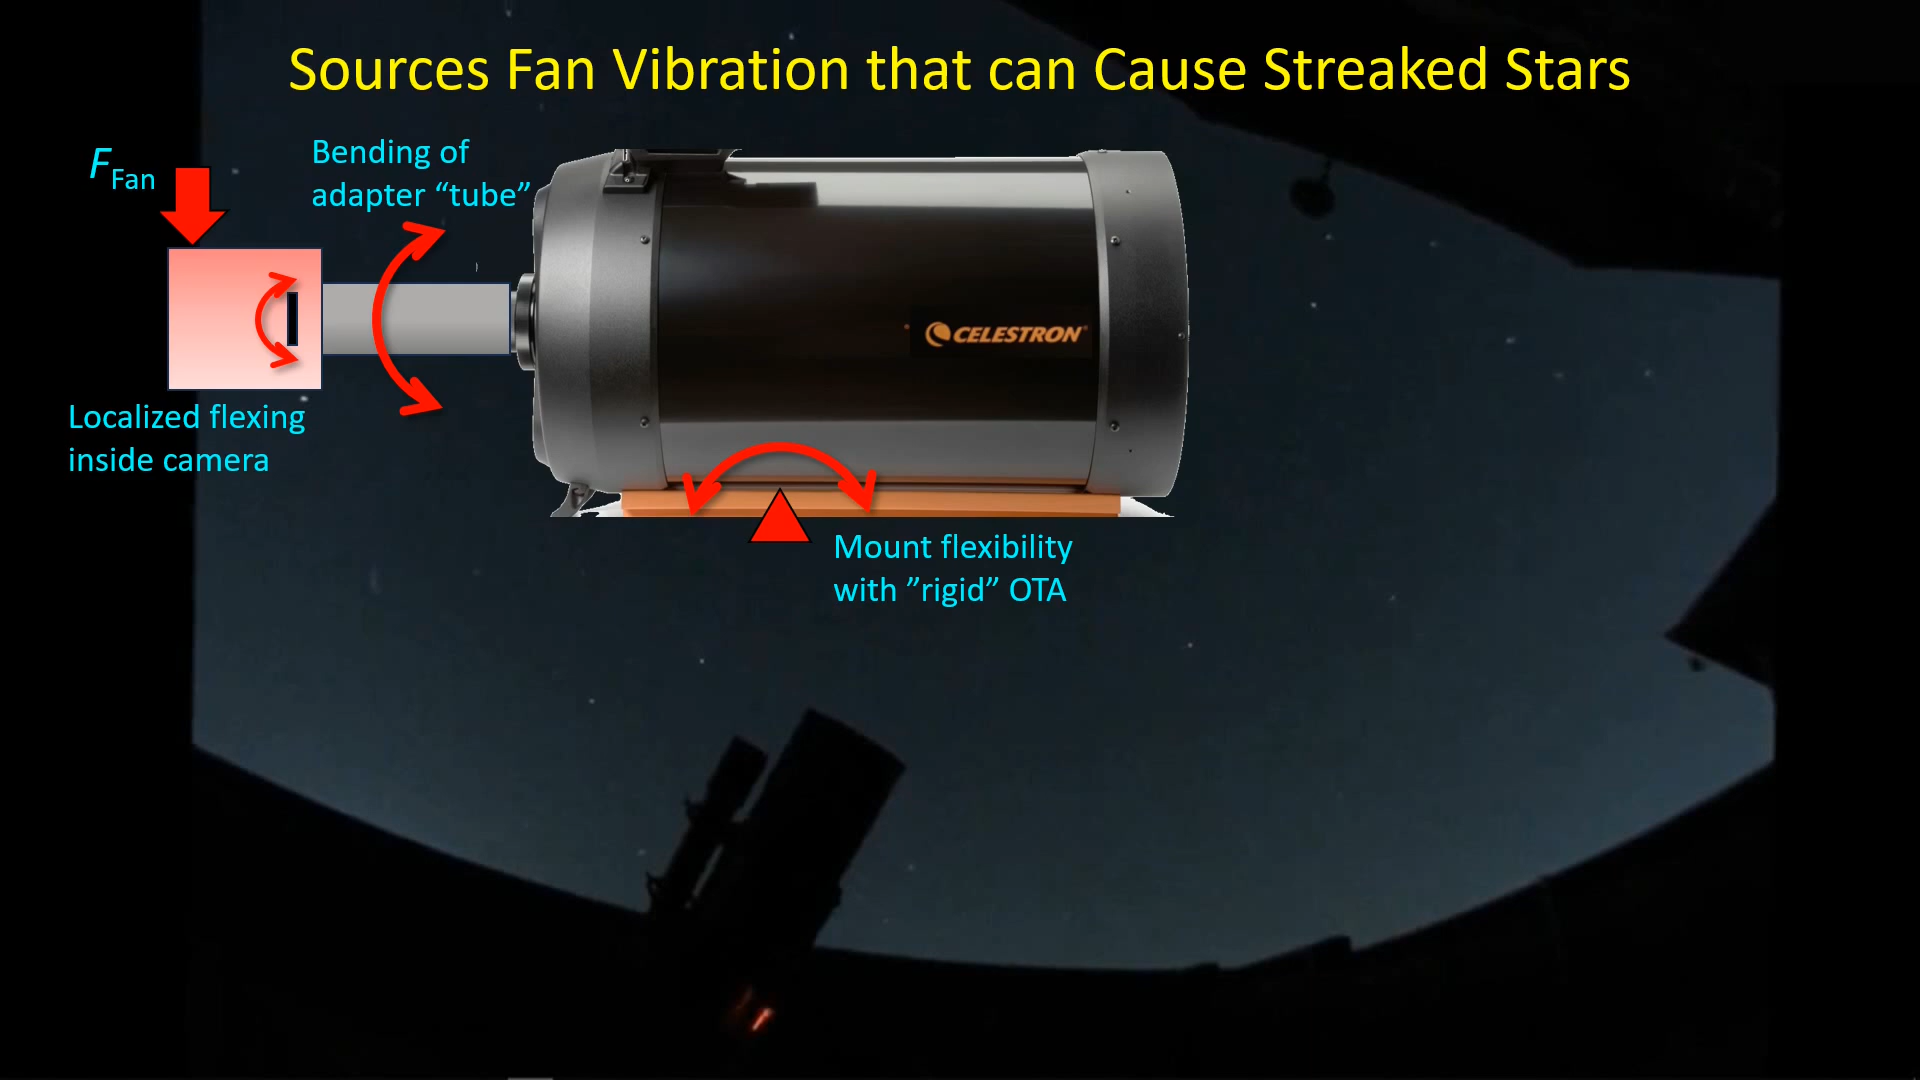 Sources Fan Vibration that can Cause Streaked Stars
F Fan
Bending of
adapter “tube”
CELESTRON
Localized flexing
inside camera
Mount flexibility
with ”rigid” OTA